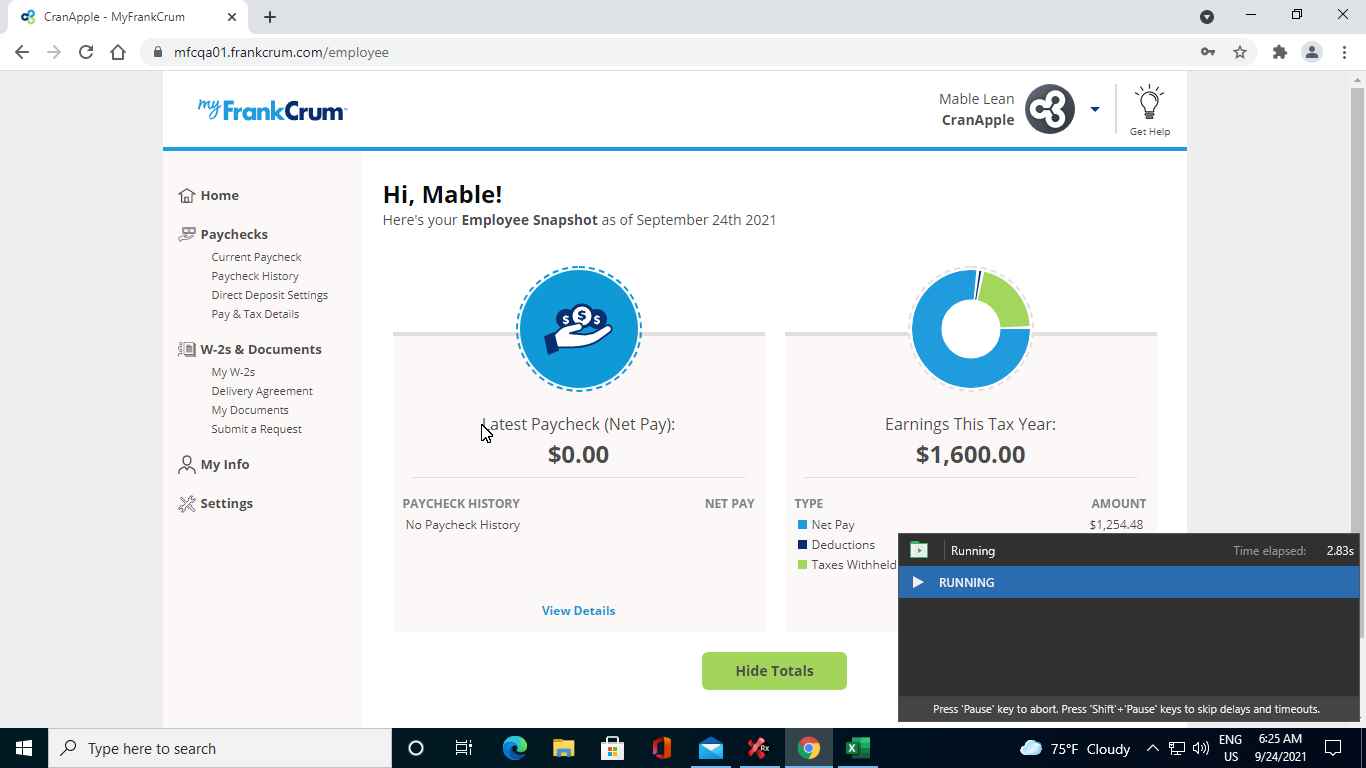 CranApple - MyFrankCrum
mfcqa01.frankcrum.com/employee
myFrankCrum
Mable Lean
CranApple
Get Help
Home
Paychecks
Current Paycheck
Paycheck History
Direct Deposit Settings
Pay & Tax Details
W-2s & Documents
My W-2s
Delivery Agreement
My Documents
Submit a Request
My Info
Settings
Hi, Mable!
Here's your Employee Snapshot as of September 24th 2021
$ $ $
Latest Paycheck (Net Pay):
$0.00
PAYCHECK HISTORY NET PAY
No Paycheck History
View Details
Earnings This Tax Year:
$1,600.00
TYPE AMOUNT
Net Pay $1,254.48
Deductions
Taxes Withheld
Hide Totals
Running Time elapsed: 2.83s
RUNNING
Press 'Pause' key to abort. Press 'Shift'+'Pause' keys to skip delays and timeouts.
Type here to search
Rx
75°F Cloudy
ENG
US
6:25 AM
9/24/2021